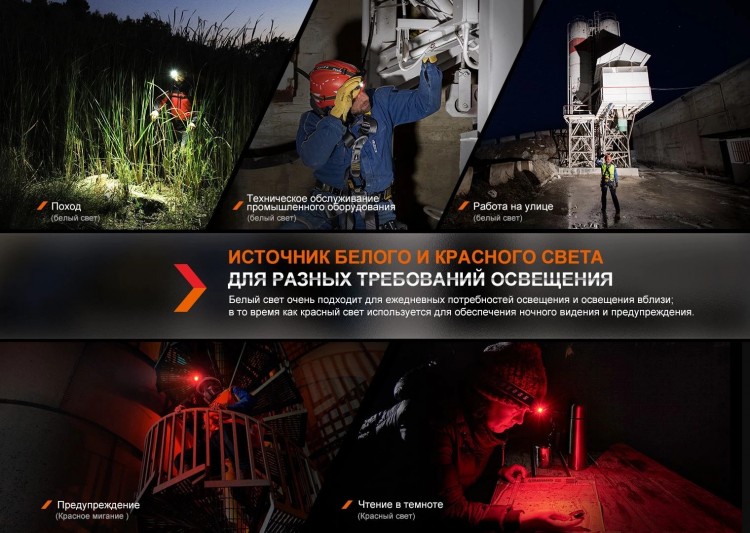 Поход
(белый свет)
Техническое обслуживание
промышленного оборудования
(белый свет)
Работа на улице
(белый свет)
ИСТОЧНИК БЕЛОГО И КРАСНОГО СВЕТА
ДЛЯ РАЗНЫХ ТРЕБОВАНИЙ ОСВЕЩЕНИЯ
Белый свет очень подходит для ежедневных потребностей освещения и освещения вблизи;
в то время как красный свет используется для обеспечения ночного видения и предупреждения.
Предупреждение
(Красное мигание )
Чтение в темноте
(Красный свет)